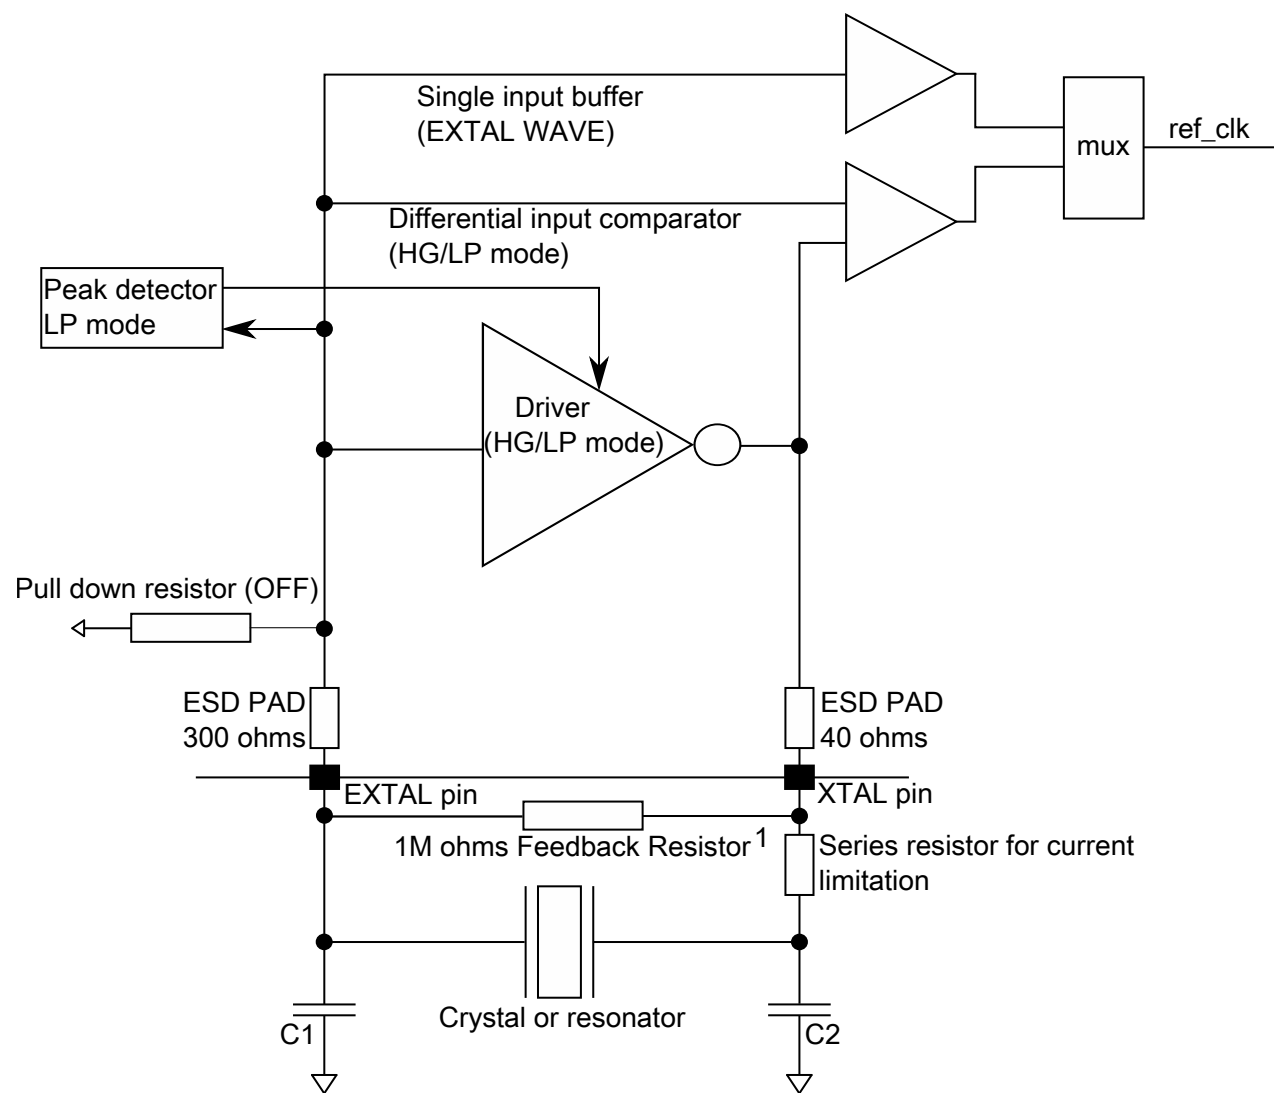 Single input buffer
(EXTAL WAVE)
mux
ref_clk
Differential input comparator
(HG/LP mode)
Peak detector
LP mode
Driver
(HG/LP mode)
Pull down resistor (OFF)
ESD PAD
300 ohms
ESD PAD
40 ohms
EXTAL pin
XTAL pin
1M ohms Feedback Resistor 1
Series resistor for current
limitation
Crystal or resonator
C1
C2